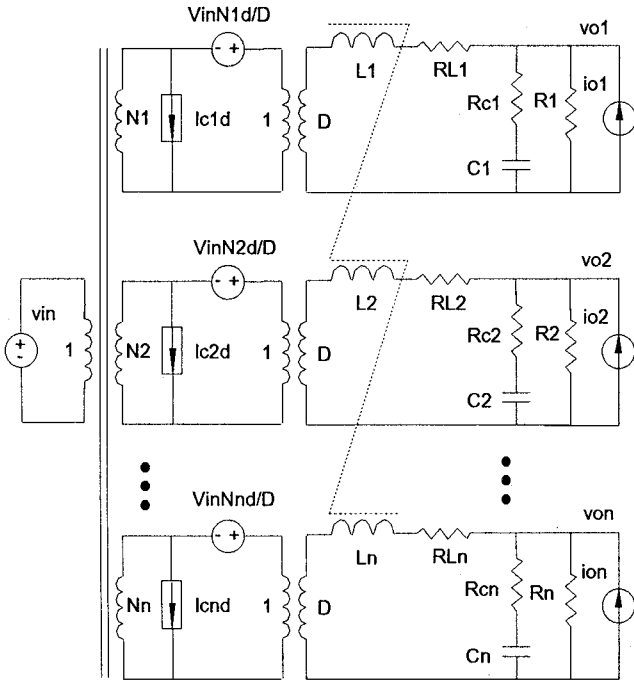 VinN1d/D
N1
Ic1d
1
D
L1
RL1
Rc1
C1
R1
io1
vo1
vin
1
VinN2d/D
N2
Ic2d
1
D
L2
RL2
Rc2
C2
R2
io2
vo2
VinNnd/D
Nn
Icnd
1
D
Ln
RLn
Rcn
Cn
Rn
ion
von